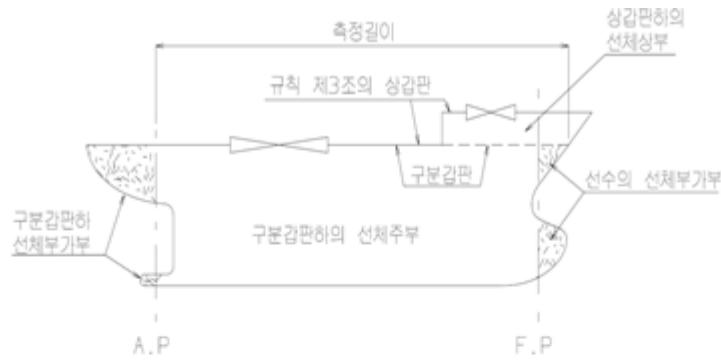 측정길이
상갑판하의
선체상부
규칙 제3조의 상갑판
구분갑판
선수의 선체부가부
구분갑판하
선체부가부
구분갑판하의 선체주부
A.P
F.P